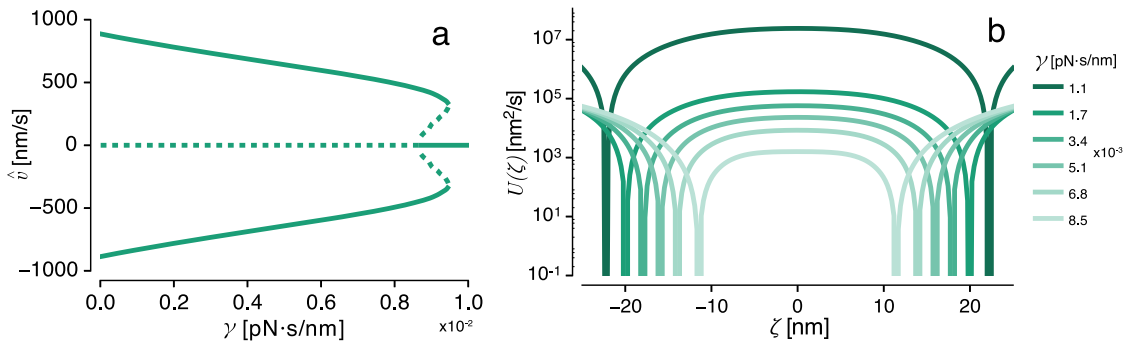 a
1000
500
0
−500
−1000
v̂ [nm/s]
0.0 0.2 0.4 0.6 0.8 1.0
γ [pN·s/nm] x10⁻²
b
10⁷
10⁵
10³
10¹
10⁻¹
U(ζ) [nm²/s]
−20 −10 0 10 20
ζ [nm]
γ [pN·s/nm]
1.1
1.7
3.4
x10⁻³
5.1
6.8
8.5